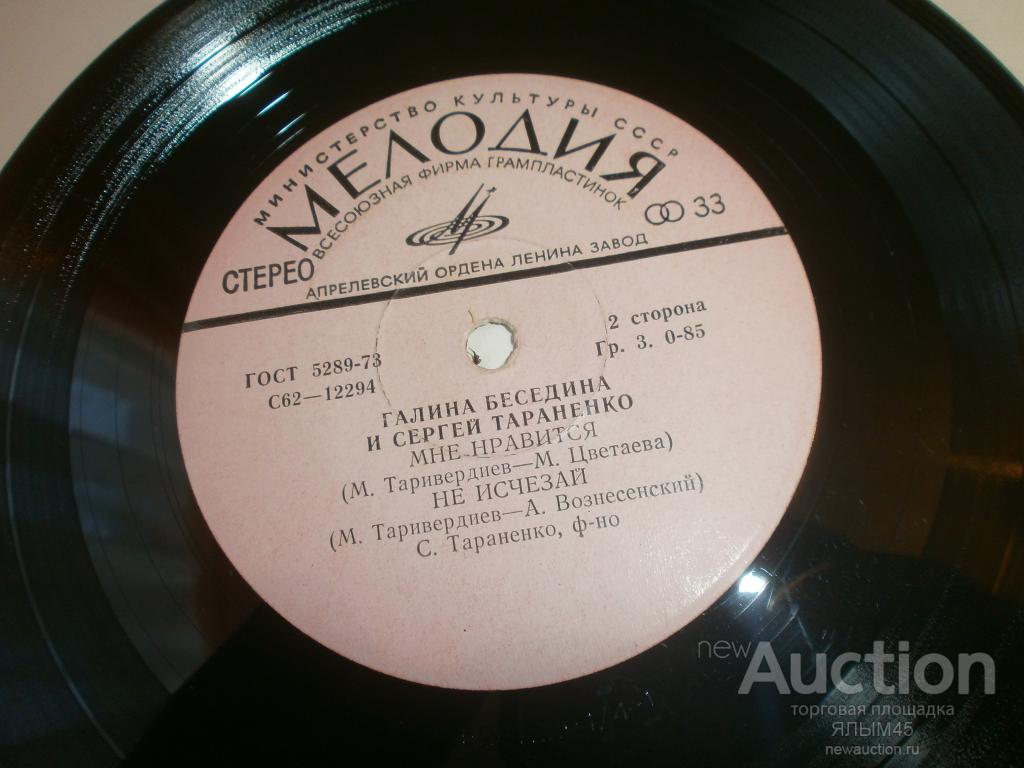 МИНИСТЕРСТВО КУЛЬТУРЫ СССР
МЕЛОДИЯ
ВСЕСОЮЗНАЯ ФИРМА ГРАМПЛАСТИНОК
33
СТЕРЕО
АПРЕЛЕВСКИЙ ОРДЕНА ЛЕНИНА ЗАВОД
ГОСТ 5289-73
С62—12294
2 сторона
Гр. 3. 0-85
ГАЛИНА БЕСЕДИНА
И СЕРГЕЙ ТАРАНЕНКО
МНЕ НРАВИТСЯ
(М. Таривердиев—М. Цветаева)
НЕ ИСЧЕЗАЙ
(М. Таривердиев—А. Вознесенский)
С. Тараненко, ф-но
newAuction
торговая площадка
ЯЛЫМ45
newauction.ru